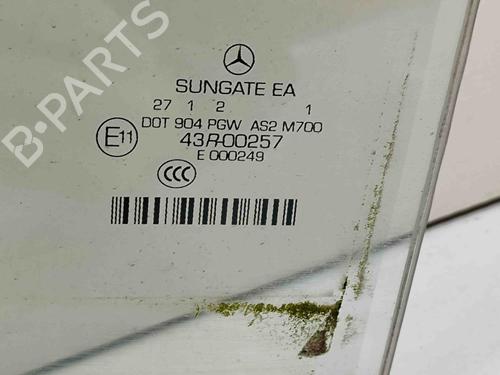 B-PARTS
SUNGATE EA
27 1 2 1
DOT 904 PGW AS2 M700
E11
43R-00257
E 000249
CCC